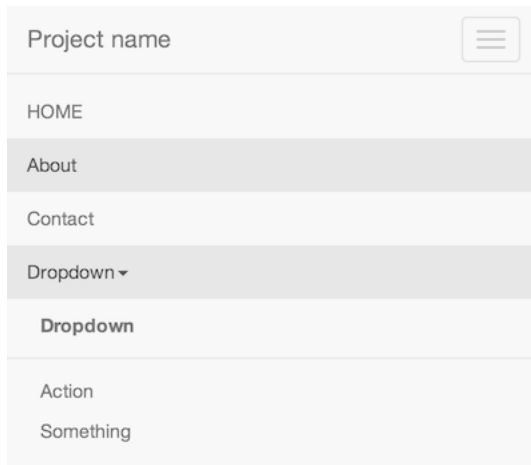 Project name
HOME
About
Contact
Dropdown
Dropdown
Action
Something